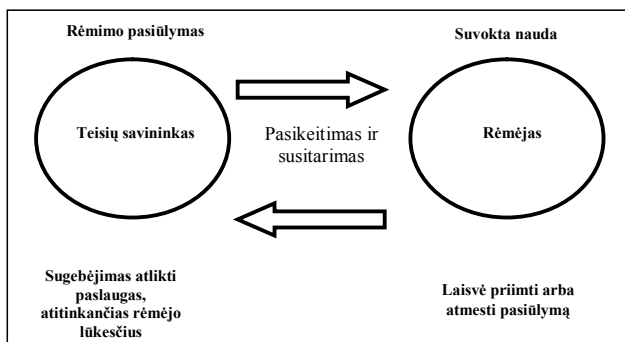 Rėmimo pasiūlymas
Suvokta nauda
Teisių savininkas
Pasikeitimas ir
susitarimas
Rėmėjas
Sugebėjimas atlikti
paslaugas,
atitinkančias rėmėjo
lūkesčius
Laisvė priimti arba
atmesti pasiūlymą